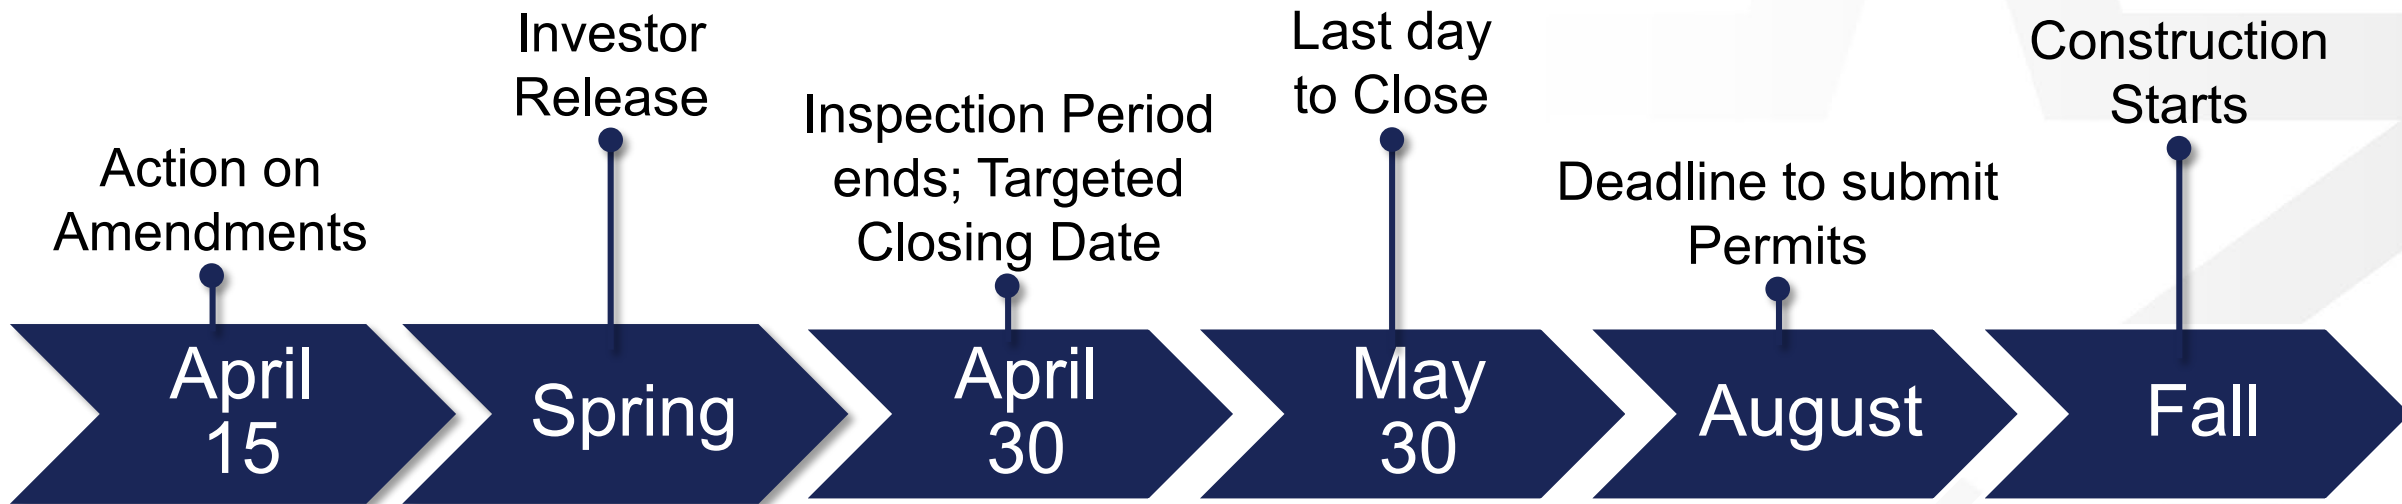 Action on
Amendments
April
15
Investor
Release
Spring
Inspection Period
ends; Targeted
Closing Date
April
30
Last day
to Close
May
30
Deadline to submit
Permits
August
Construction
Starts
Fall